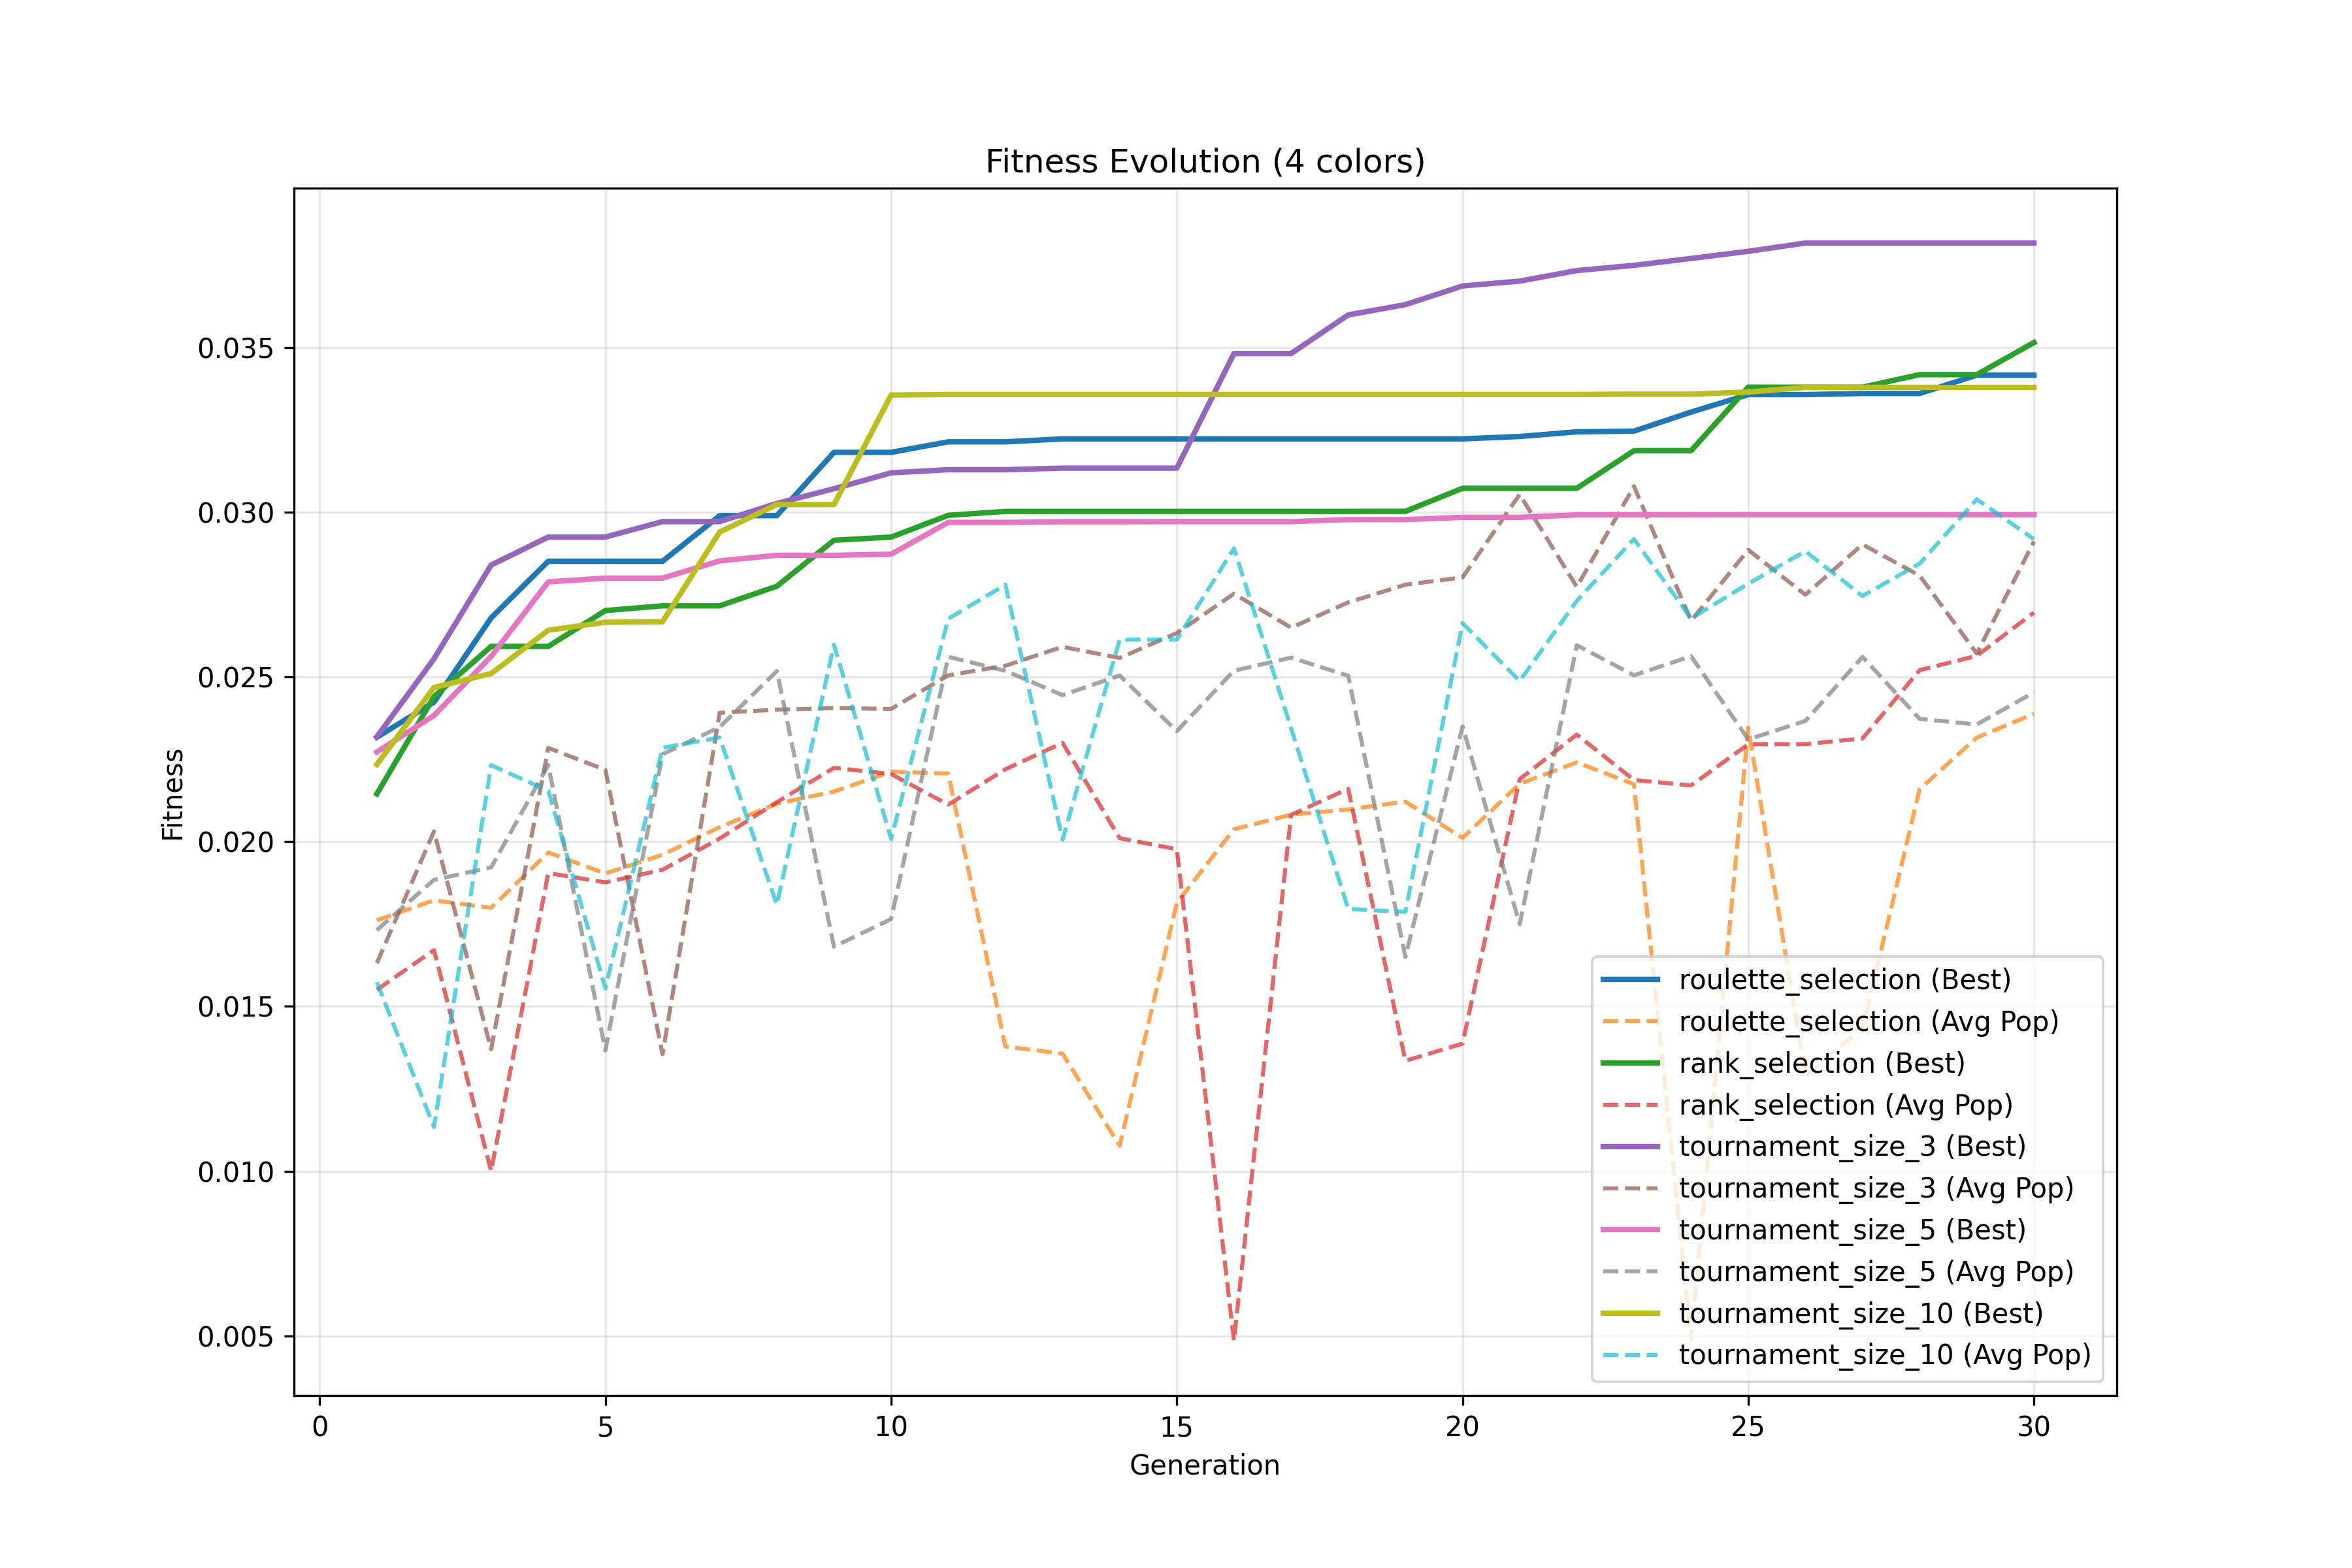 Fitness Evolution (4 colors)
Fitness
0.035
0.030
0.025
0.020
0.015
0.010
0.005
roulette_selection (Best)
roulette_selection (Avg Pop)
rank_selection (Best)
rank_selection (Avg Pop)
tournament_size_3 (Best)
tournament_size_3 (Avg Pop)
tournament_size_5 (Best)
tournament_size_5 (Avg Pop)
tournament_size_10 (Best)
tournament_size_10 (Avg Pop)
0 5 10 15 20 25 30
Generation